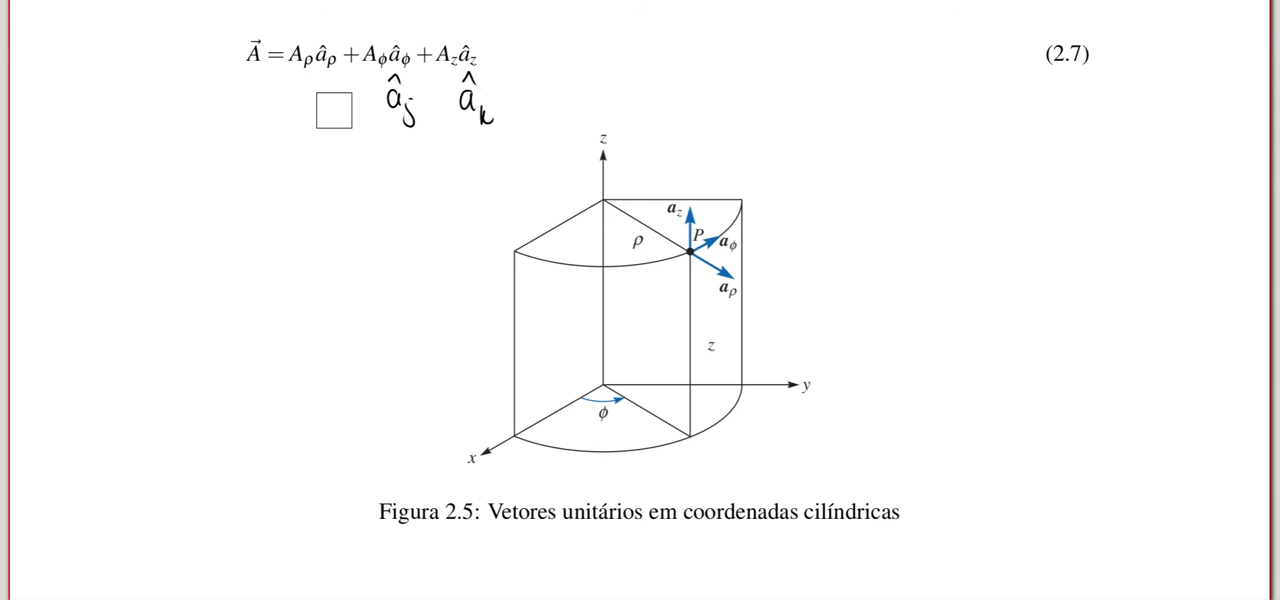 A⃗ = A_ρ â_ρ + A_ϕ â_ϕ + A_z â_z (2.7)
â_j â_k
z
a_z
P
a_ϕ
ρ
a_ρ
z
y
ϕ
x
Figura 2.5: Vetores unitários em coordenadas cilíndricas